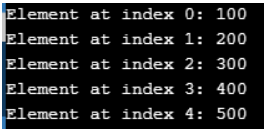 Element at index 0: 100
Element at index 1: 200
Element at index 2: 300
Element at index 3: 400
Element at index 4: 500